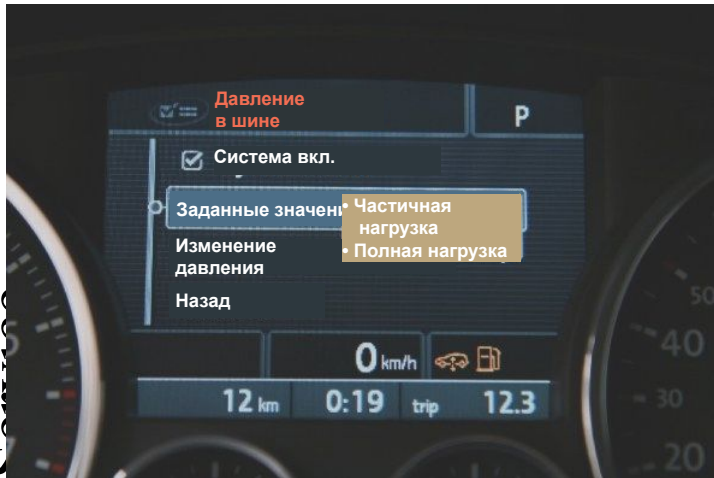 Давление
в шине
P
Система вкл.
Заданные значени
• Частичная
нагрузка
• Полная нагрузка
Изменение
давления
Назад
0 km/h
12 km 0:19 trip 12.3
50
40
30
20